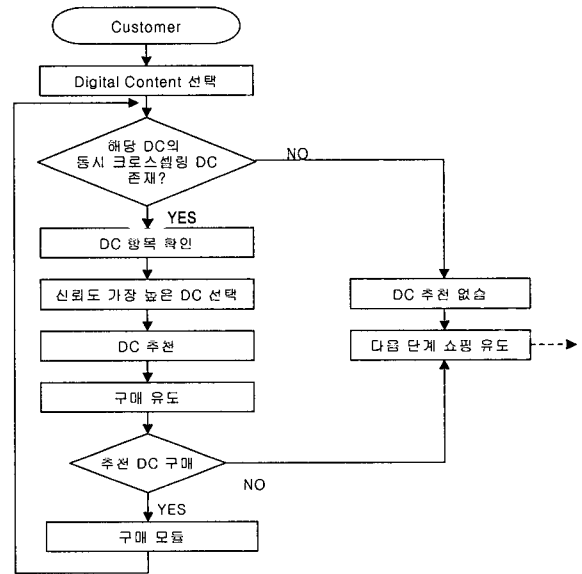 Customer
Digital Content 선택
해당 DC의
동시 크로스셀링 DC
존재?
NO
YES
DC 항목 확인
신뢰도 가장 높은 DC 선택
DC 추천 없슴
DC 추천
다음 단계 쇼핑 유도
구매 유도
추천 DC 구매
NO
YES
구매 모듈